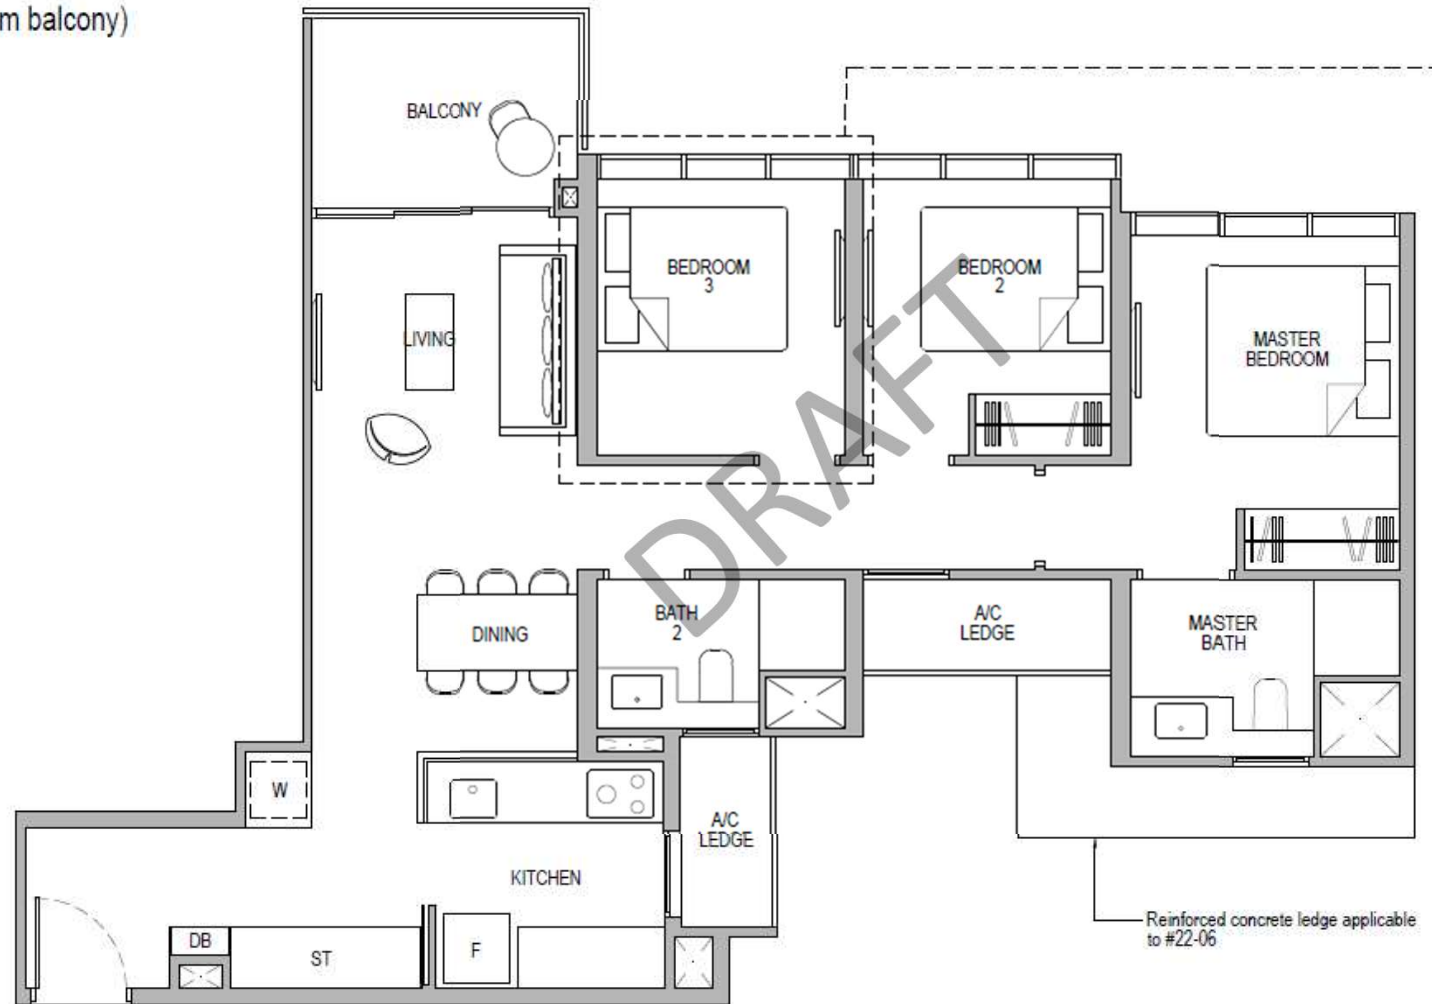 m balcony)
BALCONY
BEDROOM
3
BEDROOM
2
LIVING
MASTER
BEDROOM
DRAFT
DINING
BATH
2
A/C
LEDGE
MASTER
BATH
W
A/C
LEDGE
KITCHEN
DB
ST
F
Reinforced concrete ledge applicable
to #22-06